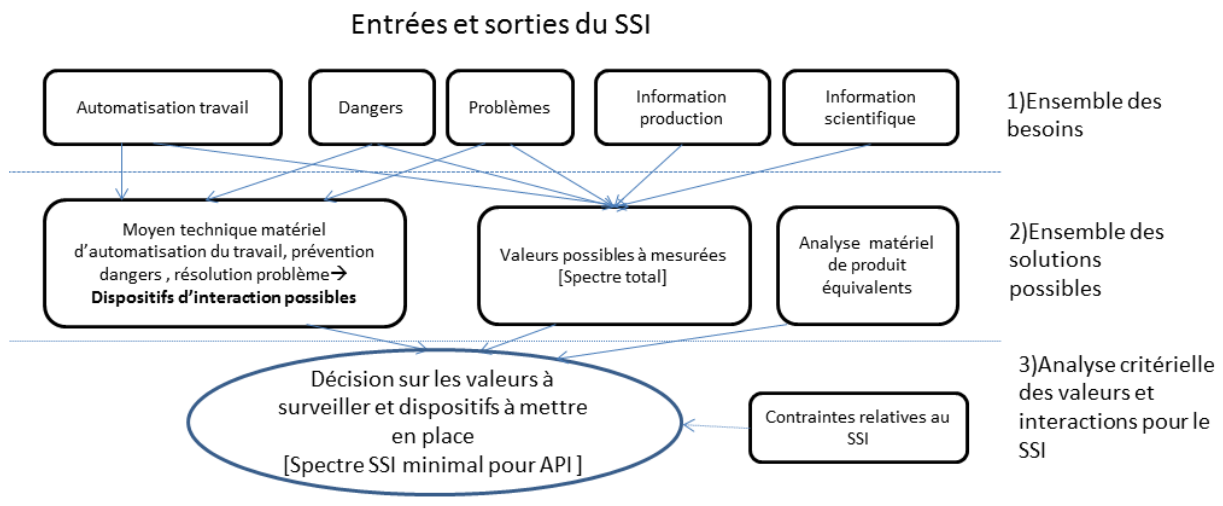 Entrées et sorties du SSI
Automatisation travail
Dangers
Problèmes
Information
production
Information
scientifique
1)Ensemble des
besoins
Moyen technique matériel
d'automatisation du travail, prévention
dangers , résolution problème→
Dispositifs d'interaction possibles
Valeurs possibles à mesurées
[Spectre total]
Analyse matériel
de produit
équivalents
2)Ensemble des
solutions
possibles
Décision sur les valeurs à
surveiller et dispositifs à mettre
en place
[Spectre SSI minimal pour API ]
Contraintes relatives au
SSI
3)Analyse critérielle
des valeurs et
interactions pour le
SSI